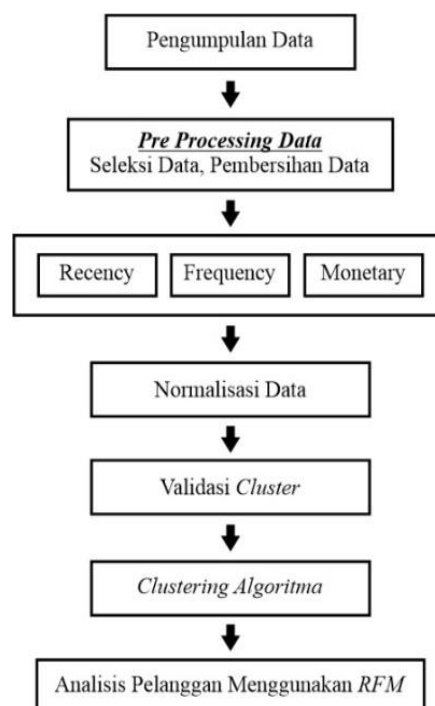 Pengumpulan Data
Pre Processing Data
Seleksi Data, Pembersihan Data
Recency Frequency Monetary
Normalisasi Data
Validasi Cluster
Clustering Algoritma
Analisis Pelanggan Menggunakan RFM